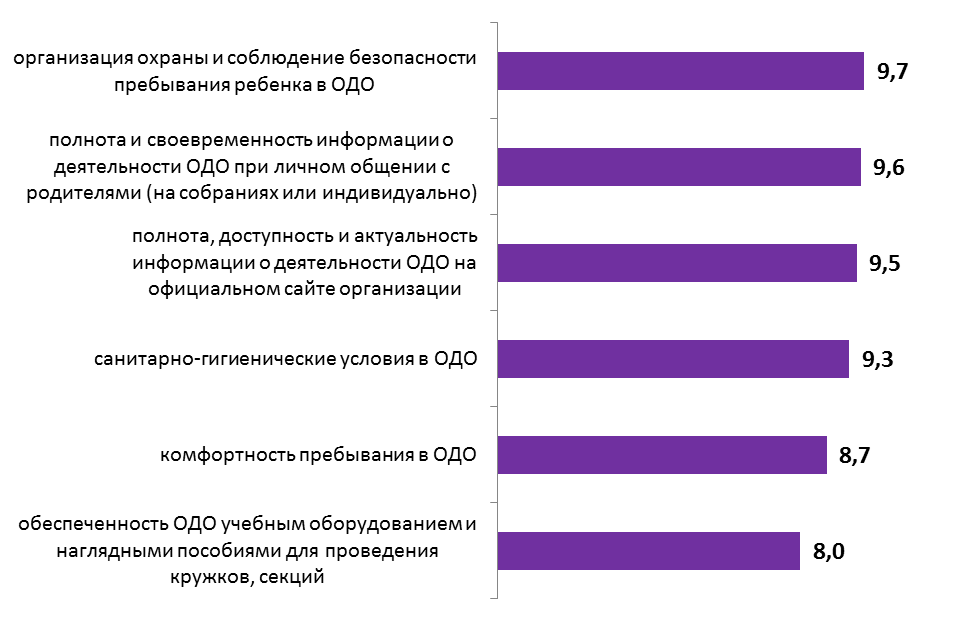 организация охраны и соблюдение безопасности
пребывания ребенка в ОДО
9,7
полнота и своевременность информации о
деятельности ОДО при личном общении с
родителями (на собраниях или индивидуально)
9,6
полнота, доступность и актуальность
информации о деятельности ОДО на
официальном сайте организации
9,5
санитарно-гигиенические условия в ОДО
9,3
комфортность пребывания в ОДО
8,7
обеспеченность ОДО учебным оборудованием и
наглядными пособиями для проведения
кружков, секций
8,0